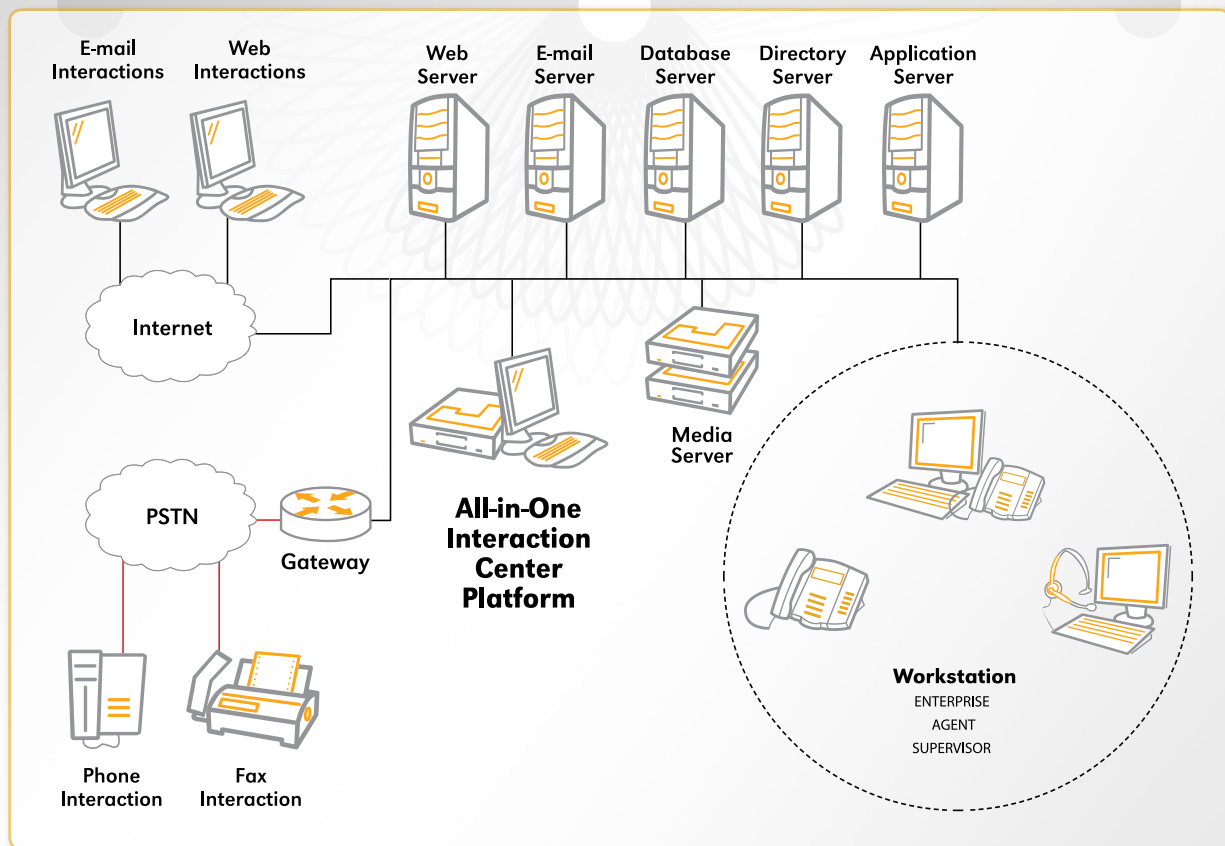 E-mail
Interactions
Web
Interactions
Web
Server
E-mail
Server
Database
Server
Directory
Server
Application
Server
Internet
Media
Server
PSTN
Gateway
All-in-One
Interaction
Center
Platform
Workstation
ENTERPRISE
AGENT
SUPERVISOR
Phone
Interaction
Fax
Interaction